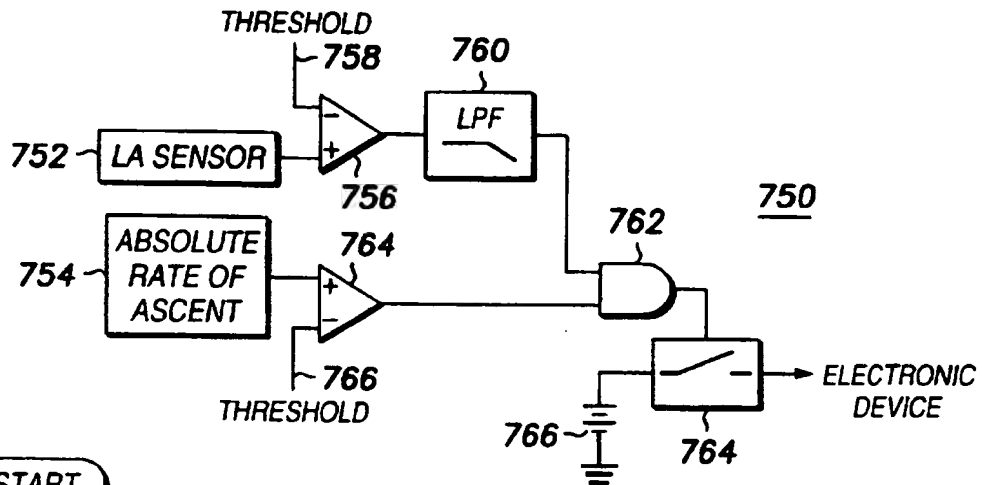 THRESHOLD
758
760
LPF
752
LA SENSOR
−
+
756
750
762
754
ABSOLUTE
RATE OF
ASCENT
764
+
−
766
THRESHOLD
ELECTRONIC
DEVICE
766
764
START